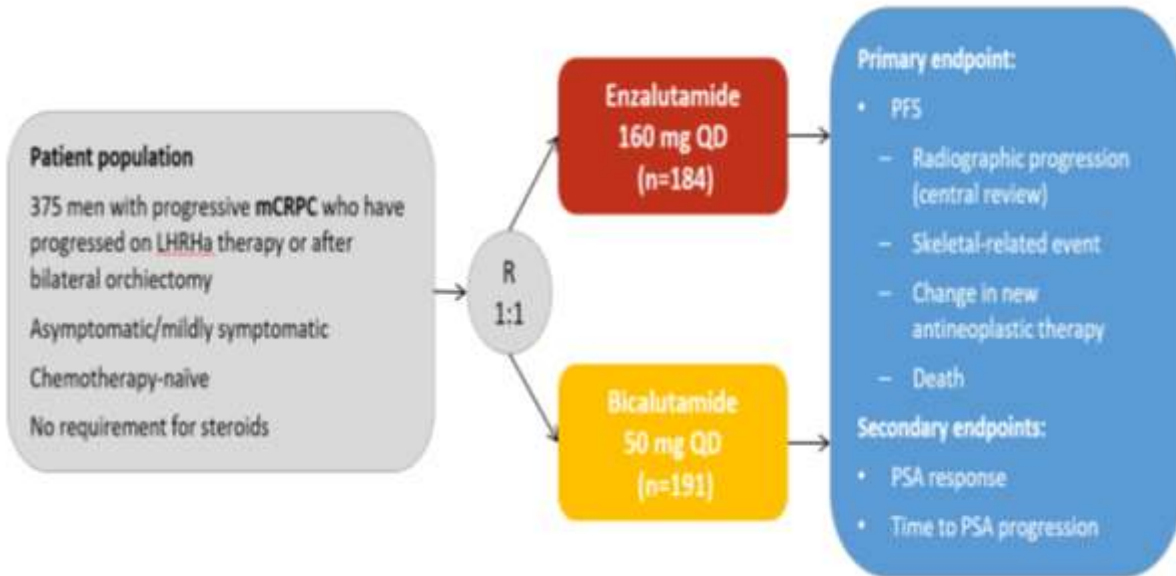 Patient population
375 men with progressive mCRPC who have
progressed on LHRHa therapy or after
bilateral orchiectomy
Asymptomatic/mildly symptomatic
Chemotherapy-naïve
No requirement for steroids
R
1:1
Enzalutamide
160 mg QD
(n=184)
Bicalutamide
50 mg QD
(n=191)
Primary endpoint:
• PFS
– Radiographic progression
(central review)
– Skeletal-related event
– Change in new
antineoplastic therapy
– Death
Secondary endpoints:
• PSA response
• Time to PSA progression